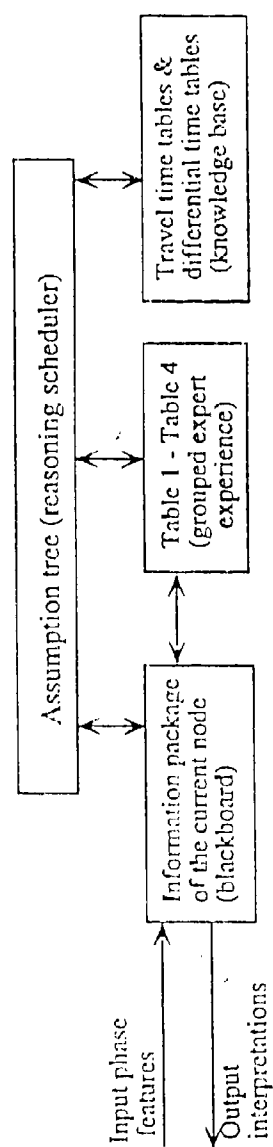 Assumption tree (reasoning scheduler)
Input phase
features
Output
interpretations
Information package
of the current node
(blackboard)
Table 1 - Table 4
(grouped expert
experience)
Travel time tables &
differential time tables
(knowledge base)